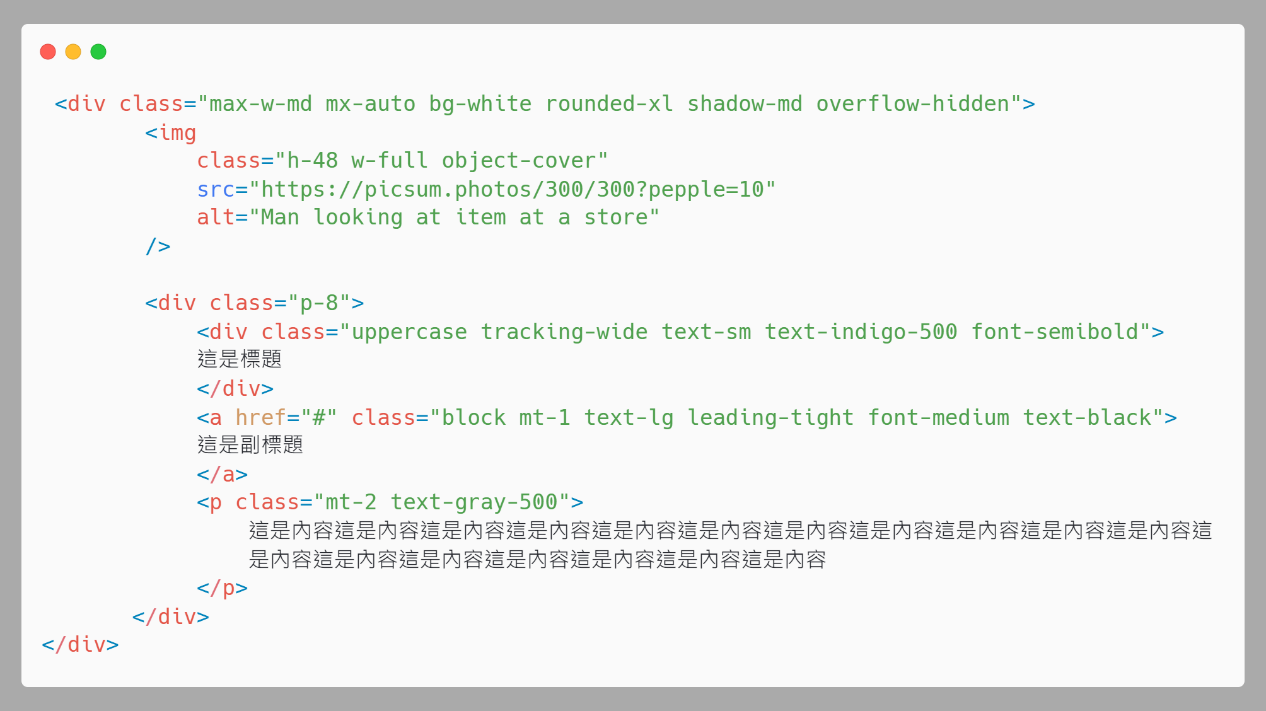 <div class="max-w-md mx-auto bg-white rounded-xl shadow-md overflow-hidden">
<img
class="h-48 w-full object-cover"
src="https://picsum.photos/300/300?pepple=10"
alt="Man looking at item at a store"
/>
<div class="p-8">
<div class="uppercase tracking-wide text-sm text-indigo-500 font-semibold">
這是標題
</div>
<a href="#" class="block mt-1 text-lg leading-tight font-medium text-black">
這是副標題
</a>
<p class="mt-2 text-gray-500">
這是內容這是內容這是內容這是內容這是內容這是內容這是內容這是內容這是內容這是內容這是內容這
是內容這是內容這是內容這是內容這是內容這是內容這是內容
</p>
</div>
</div>